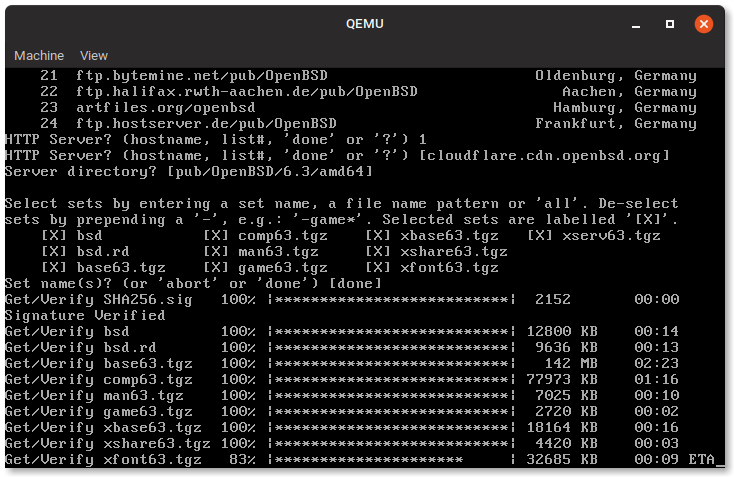 QEMU
Machine View
21 ftp.bytemine.net/pub/OpenBSD Oldenburg, Germany
22 ftp.halifax.rwth-aachen.de/pub/OpenBSD Aachen, Germany
23 artfiles.org/openbsd Hamburg, Germany
24 ftp.hostserver.de/pub/OpenBSD Frankfurt, Germany
HTTP Server? (hostname, list#, 'done' or '?') 1
HTTP Server? (hostname, list#, 'done' or '?') [cloudflare.cdn.openbsd.org]
Server directory? [pub/OpenBSD/6.3/amd64]
Select sets by entering a set name, a file name pattern or 'all'. De-select
sets by prepending a '-', e.g.: '-game*'. Selected sets are labelled '[X]'.
[X] bsd [X] comp63.tgz [X] xbase63.tgz [X] xserv63.tgz
[X] bsd.rd [X] man63.tgz [X] xshare63.tgz
[X] base63.tgz [X] game63.tgz [X] xfont63.tgz
Set name(s)? (or 'abort' or 'done') [done]
Get/Verify SHA256.sig 100% |**************************| 2152 00:00
Signature Verified
Get/Verify bsd 100% |**************************| 12800 KB 00:14
Get/Verify bsd.rd 100% |**************************| 9636 KB 00:13
Get/Verify base63.tgz 100% |**************************| 142 MB 02:23
Get/Verify comp63.tgz 100% |**************************| 77973 KB 01:16
Get/Verify man63.tgz 100% |**************************| 7025 KB 00:10
Get/Verify game63.tgz 100% |**************************| 2720 KB 00:02
Get/Verify xbase63.tgz 100% |**************************| 18164 KB 00:16
Get/Verify xshare63.tgz 100% |**************************| 4420 KB 00:03
Get/Verify xfont63.tgz 83% |********************* | 32685 KB 00:09 ETA_